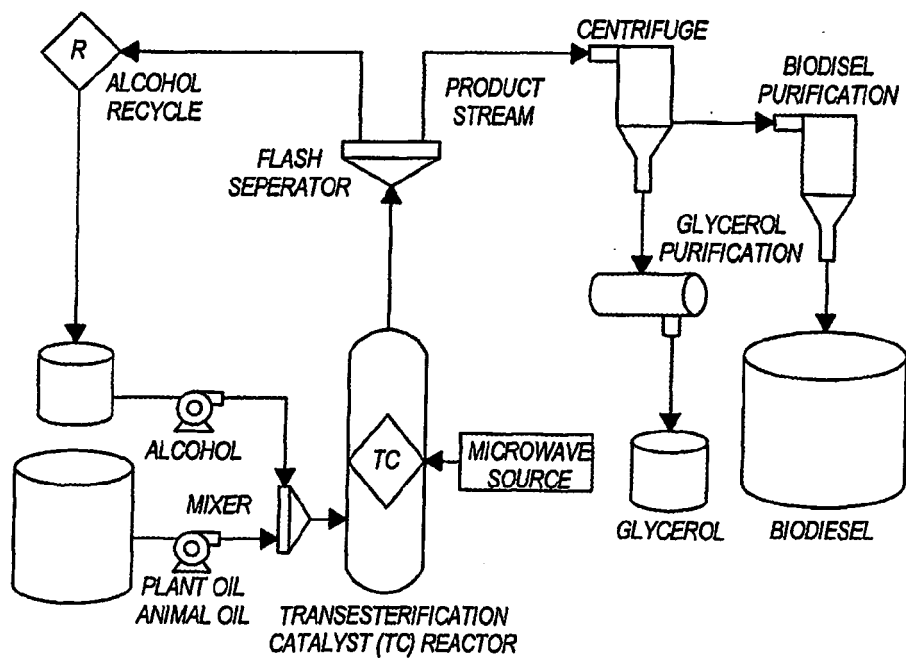 CENTRIFUGE
R
ALCOHOL
RECYCLE
PRODUCT
STREAM
BIODISEL
PURIFICATION
FLASH
SEPERATOR
GLYCEROL
PURIFICATION
ALCOHOL
TC
MICROWAVE
SOURCE
MIXER
GLYCEROL
BIODIESEL
PLANT OIL
ANIMAL OIL
TRANSESTERIFICATION
CATALYST (TC) REACTOR